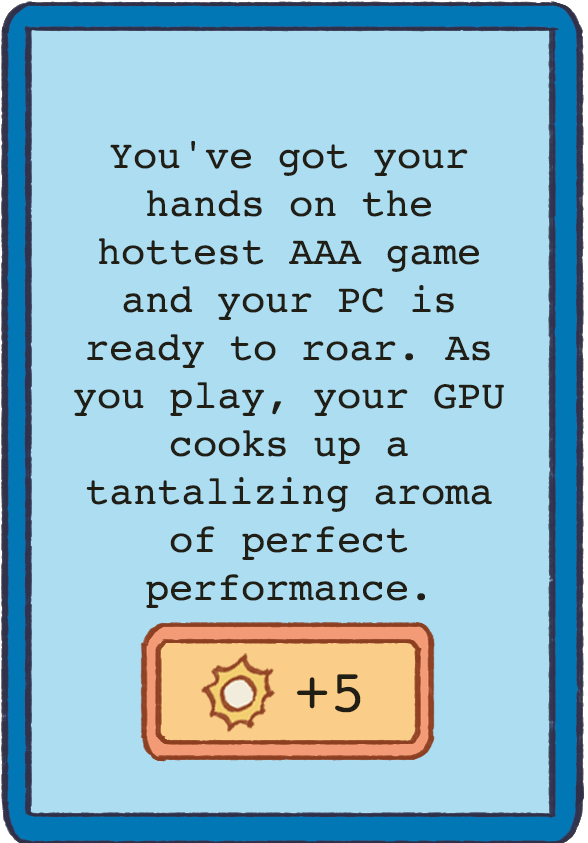 You've got your
hands on the
hottest AAA game
and your PC is
ready to roar. As
you play, your GPU
cooks up a
tantalizing aroma
of perfect
performance.
+5